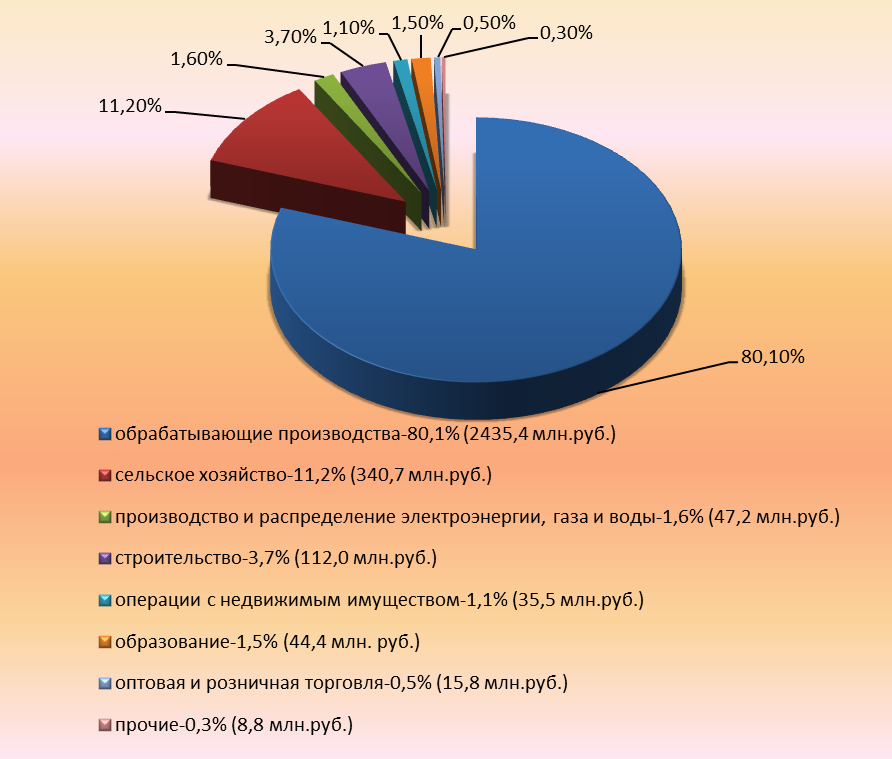 1,50%
0,50%
1,10%
3,70%
0,30%
1,60%
11,20%
80,10%
обрабатывающие производства-80,1% (2435,4 млн.руб.)
сельское хозяйство-11,2% (340,7 млн.руб.)
производство и распределение электроэнергии, газа и воды-1,6% (47,2 млн.руб.)
строительство-3,7% (112,0 млн.руб.)
операции с недвижимым имуществом-1,1% (35,5 млн.руб.)
образование-1,5% (44,4 млн. руб.)
оптовая и розничная торговля-0,5% (15,8 млн.руб.)
прочие-0,3% (8,8 млн.руб.)